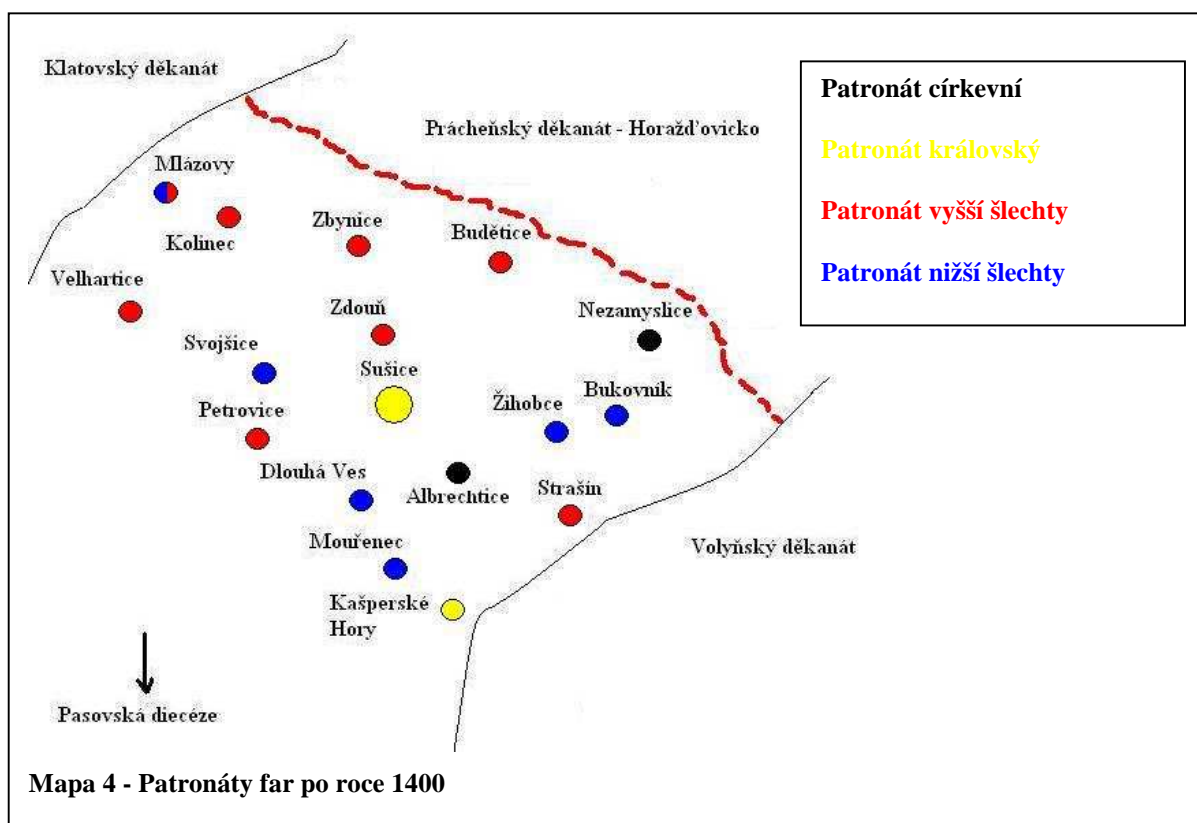 Klatovský děkanát
Prácheňský děkanát - Horažďovicko
Mlázovy
Kolinec
Zbynice
Budětice
Velhartice
Zdouň
Nezamyslice
Svojšice
Sušice
Bukovník
Petrovice
Žihobce
Dlouhá Ves
Albrechtice
Strašín
Mouřenec
Volyňský děkanát
Kašperské
Hory
Pasovská diecéze
Mapa 4 - Patronáty far po roce 1400
Patronát církevní
Patronát královský
Patronát vyšší šlechty
Patronát nižší šlechty